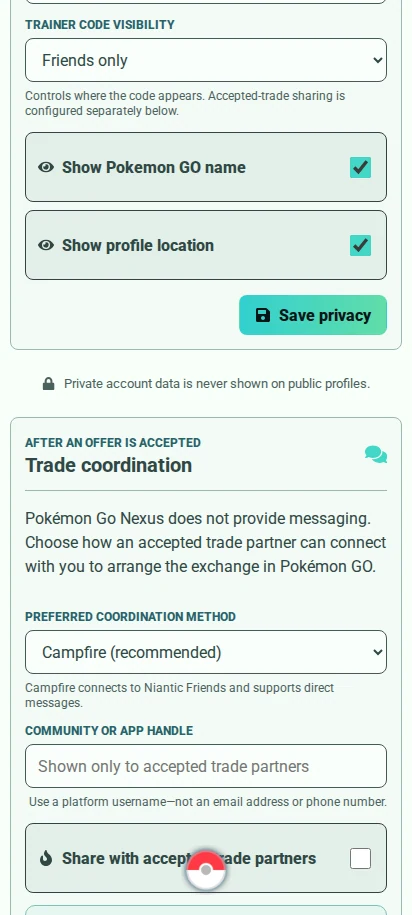 TRAINER CODE VISIBILITY
Friends only
Controls where the code appears. Accepted-trade sharing is
configured separately below.
Show Pokemon GO name
Show profile location
Save privacy
Private account data is never shown on public profiles.
AFTER AN OFFER IS ACCEPTED
Trade coordination
Pokémon Go Nexus does not provide messaging.
Choose how an accepted trade partner can connect
with you to arrange the exchange in Pokémon GO.
PREFERRED COORDINATION METHOD
Campfire (recommended)
Campfire connects to Niantic Friends and supports direct
messages.
COMMUNITY OR APP HANDLE
Shown only to accepted trade partners
Use a platform username—not an email address or phone number.
Share with partners